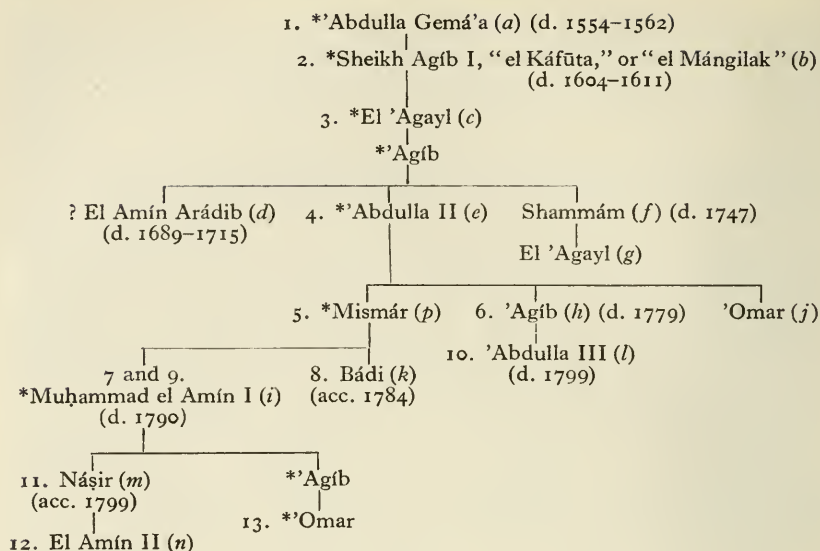 1. *’Abdulla Gemá’a (a) (d. 1554–1562)
2. *Sheikh Agíb I, “el Káfūta,” or “el Mángilak” (b)
(d. 1604–1611)
3. *El ’Agayl (c)
*’Agíb
? El Amín Arádib (d) 4. *’Abdulla II (e) Shammám (f) (d. 1747)
(d. 1689–1715)
El ’Agayl (g)
5. *Mismár (p) 6. ’Agíb (h) (d. 1779) ’Omar (j)
10. ’Abdulla III (l)
(d. 1799)
7 and 9. 8. Bádi (k)
*Muḥammad el Amín I (i) (acc. 1784)
(d. 1790)
11. Náṣir (m) *’Agíb
(acc. 1799)
13. *’Omar
12. El Amín II (n)